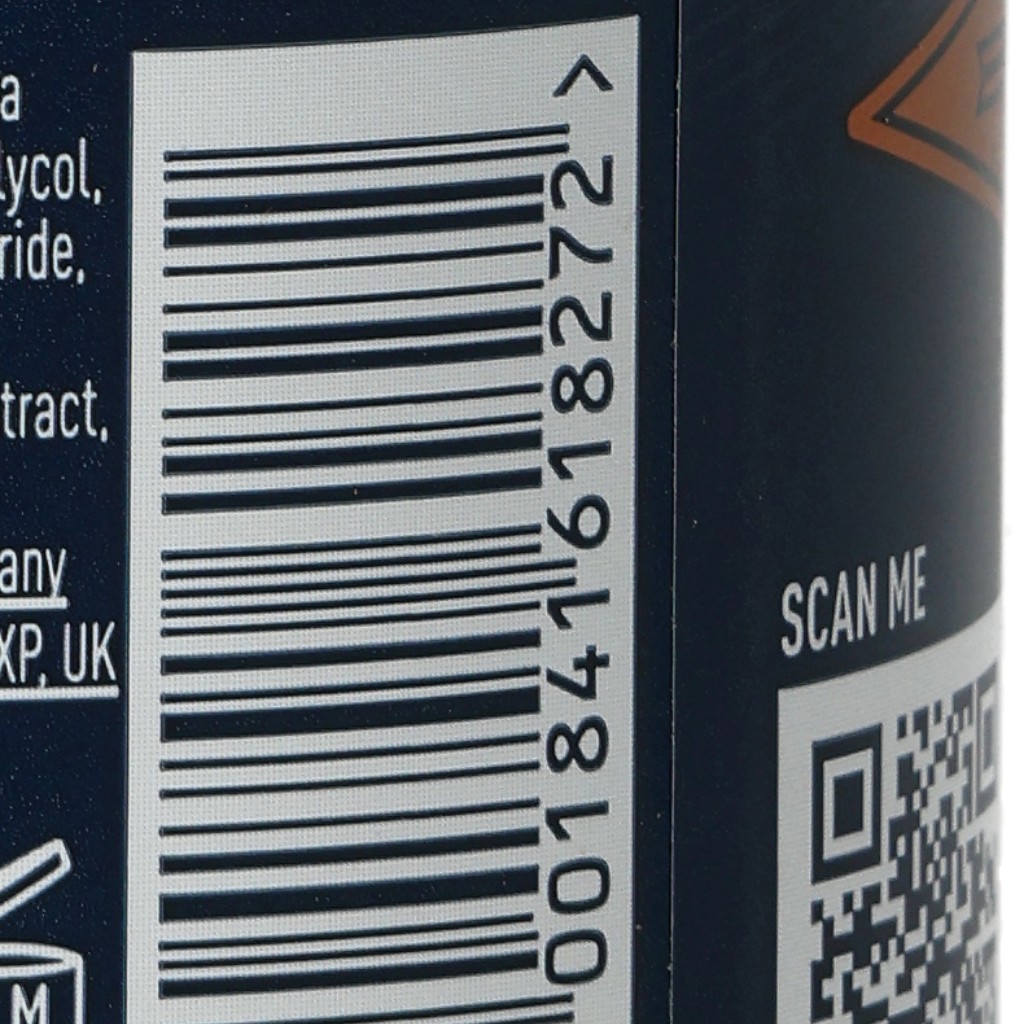 a
lycol,
ride,
tract,
any
XP, UK
M
001841618272 >
SCAN ME